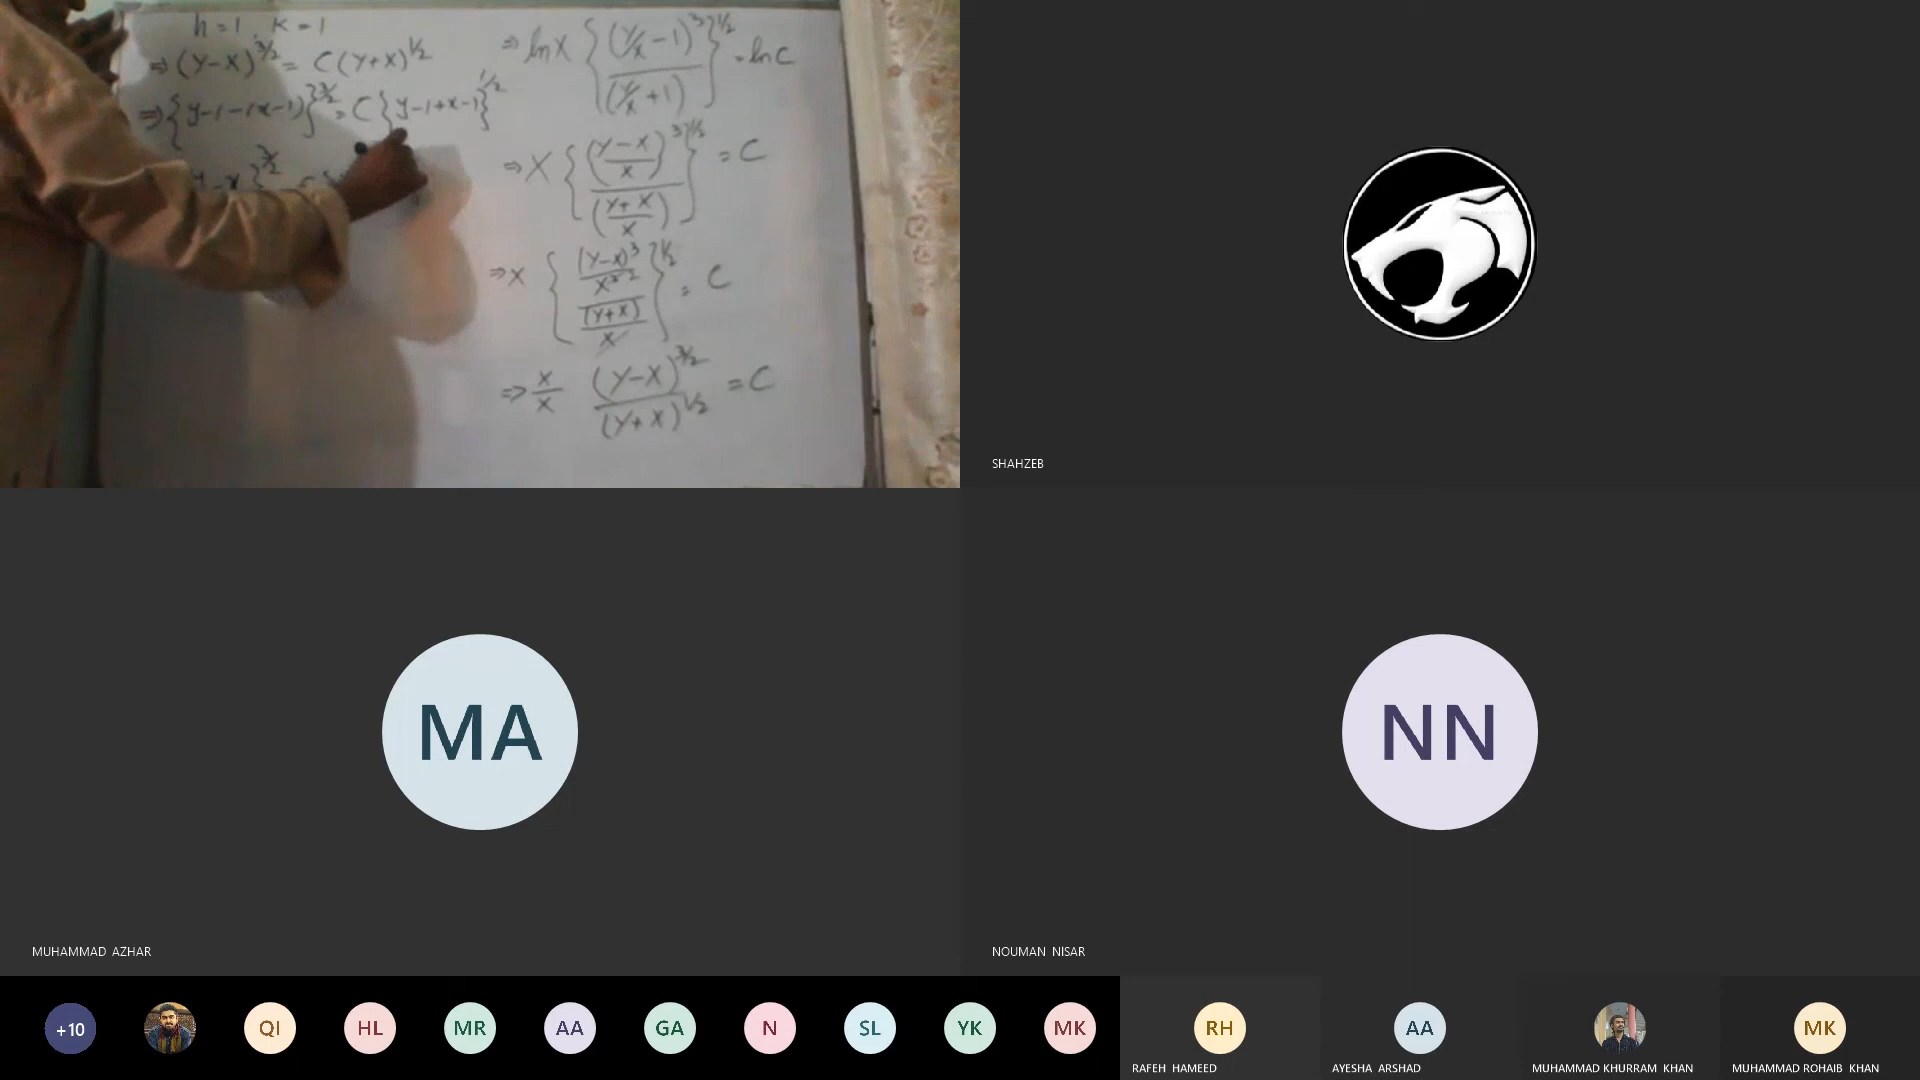 h = 1, K = 1
⇒ (Y-X)^3/2 = C(Y+X)^1/2
⇒ {y-1-(x-1)}^3/2 = C{y-1+x-1}^1/2
y-x}^3/2 =
⇒ ln X {(Y/X -1)^3 / (Y/X +1)}^1/2 = ln C
⇒ X {((Y-X)/X)^3 / ((Y+X)/X)}^1/2 = C
⇒ X {(Y-X)^3 / X^3 2 / (Y+X) / X}^1/2 = C
⇒ X/X (Y-X)^3/2 / (Y+X)^1/2 = C
SHAHZEB
MA
NN
MUHAMMAD AZHAR
NOUMAN NISAR
+10
QI
HL
MR
AA
GA
N
SL
YK
MK
RH
AA
MK
RAFEH HAMEED
AYESHA ARSHAD
MUHAMMAD KHURRAM KHAN
MUHAMMAD ROHAIB KHAN